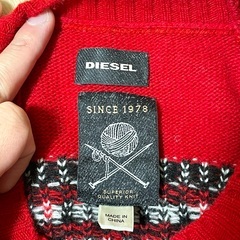 DIESEL
SINCE 1978
SUPERIOR
QUALITY KNIT
MADE IN
CHINA